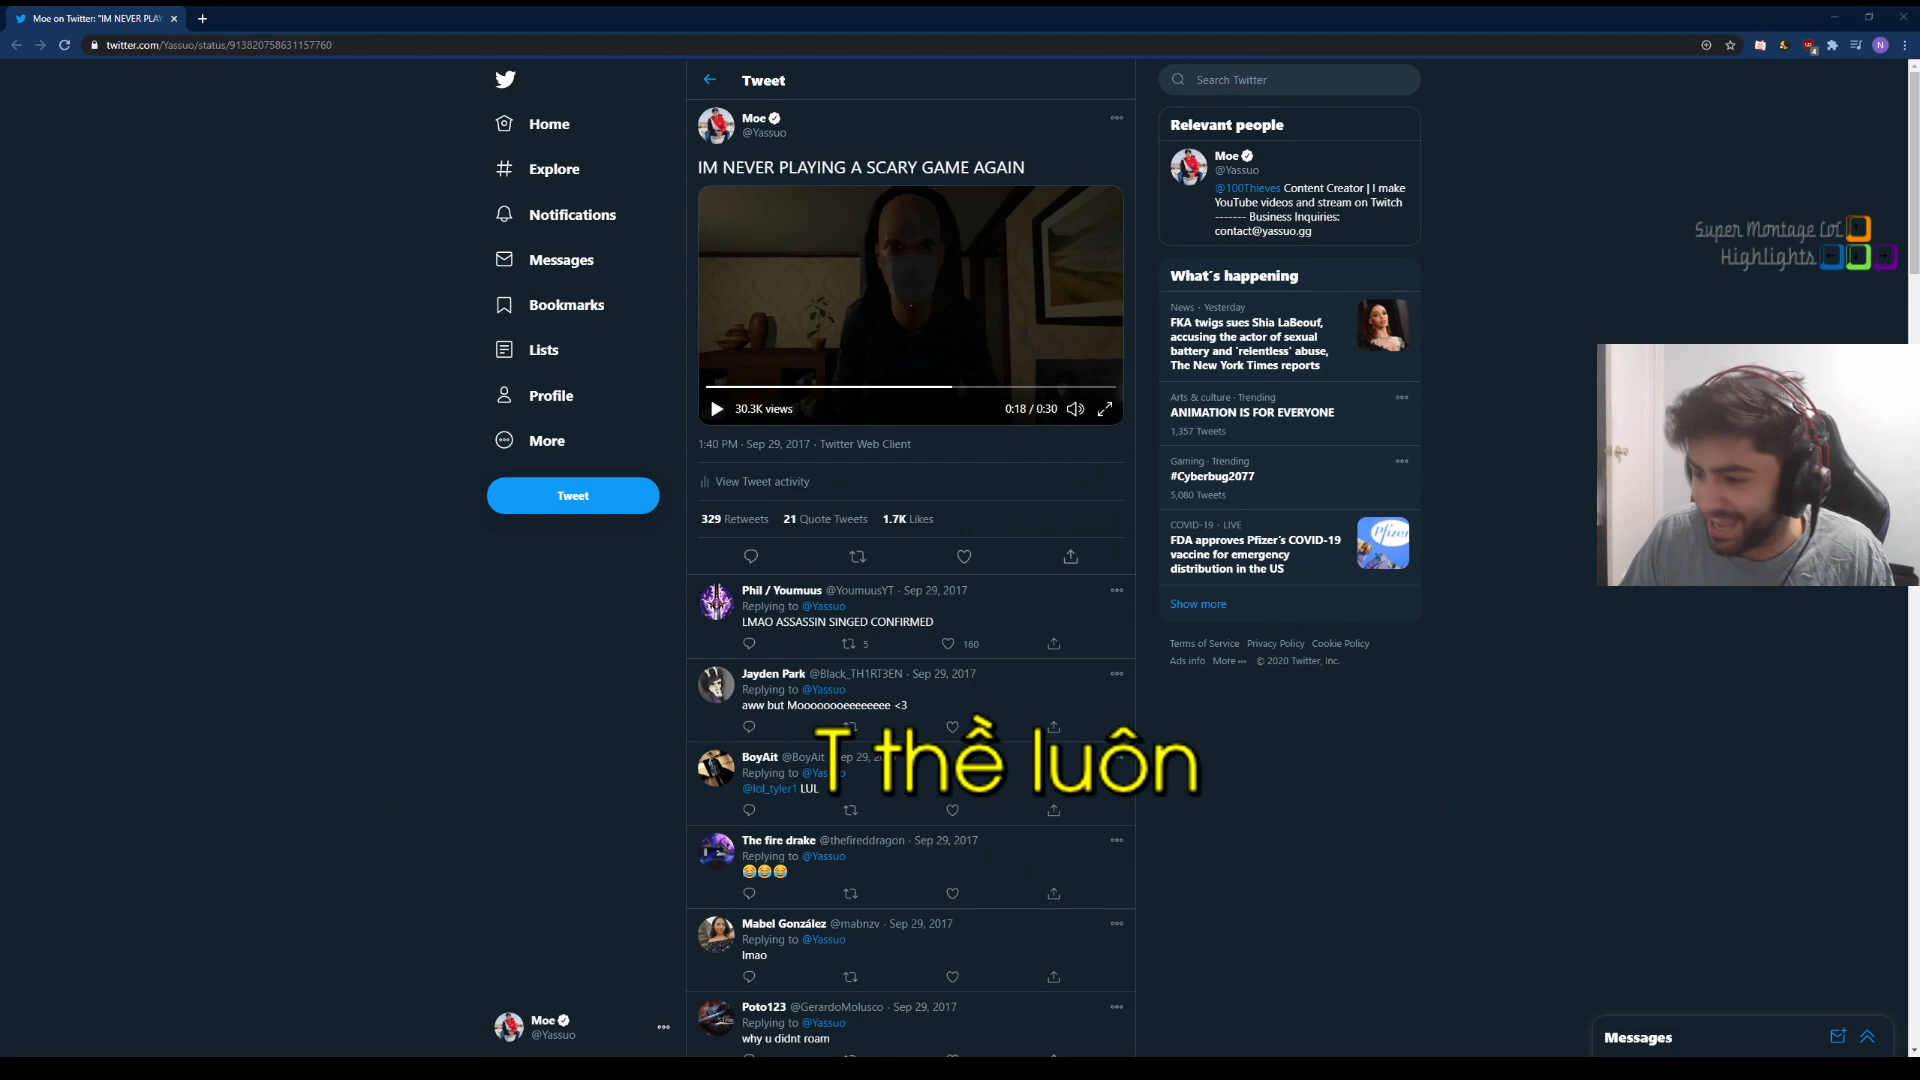 Moe on Twitter: "IM NEVER PLAY
twitter.com/Yassuo/status/913820758631157760
N
Home
Explore
Notifications
Messages
Bookmarks
Lists
Profile
More
Tweet
Moe
@Yassuo
Tweet
Moe
@Yassuo
IM NEVER PLAYING A SCARY GAME AGAIN
30.3K views
0:18 / 0:30
1:40 PM · Sep 29, 2017 · Twitter Web Client
View Tweet activity
329 Retweets 21 Quote Tweets 1.7K Likes
Phil / Youmuus @YoumuusYT · Sep 29, 2017
Replying to @Yassuo
LMAO ASSASSIN SINGED CONFIRMED
5 160
Jayden Park @Black_TH1RT3EN · Sep 29, 2017
Replying to @Yassuo
aww but Moooooooeeeeeeee <3
BoyAit @BoyAit
Replying to @Yas
@lol_tyler1 LUL
T thề luôn
The fire drake @thefireddragon · Sep 29, 2017
Replying to @Yassuo
😂😂😂
Mabel González @mabnzv · Sep 29, 2017
Replying to @Yassuo
lmao
Poto123 @GerardoMolusco · Sep 29, 2017
Replying to @Yassuo
why u didnt roam
Search Twitter
Relevant people
Moe
@Yassuo
@100Thieves Content Creator | I make
YouTube videos and stream on Twitch
------- Business Inquiries:
contact@yassuo.gg
What's happening
News · Yesterday
FKA twigs sues Shia LaBeouf,
accusing the actor of sexual
battery and 'relentless' abuse,
The New York Times reports
Arts & culture · Trending
ANIMATION IS FOR EVERYONE
1,357 Tweets
Gaming · Trending
#Cyberbug2077
5,080 Tweets
COVID-19 · LIVE
FDA approves Pfizer's COVID-19
vaccine for emergency
distribution in the US
Pfizer
Show more
Terms of Service Privacy Policy Cookie Policy
Ads info More ··· © 2020 Twitter, Inc.
Super Montage LoL
Highlights
Messages